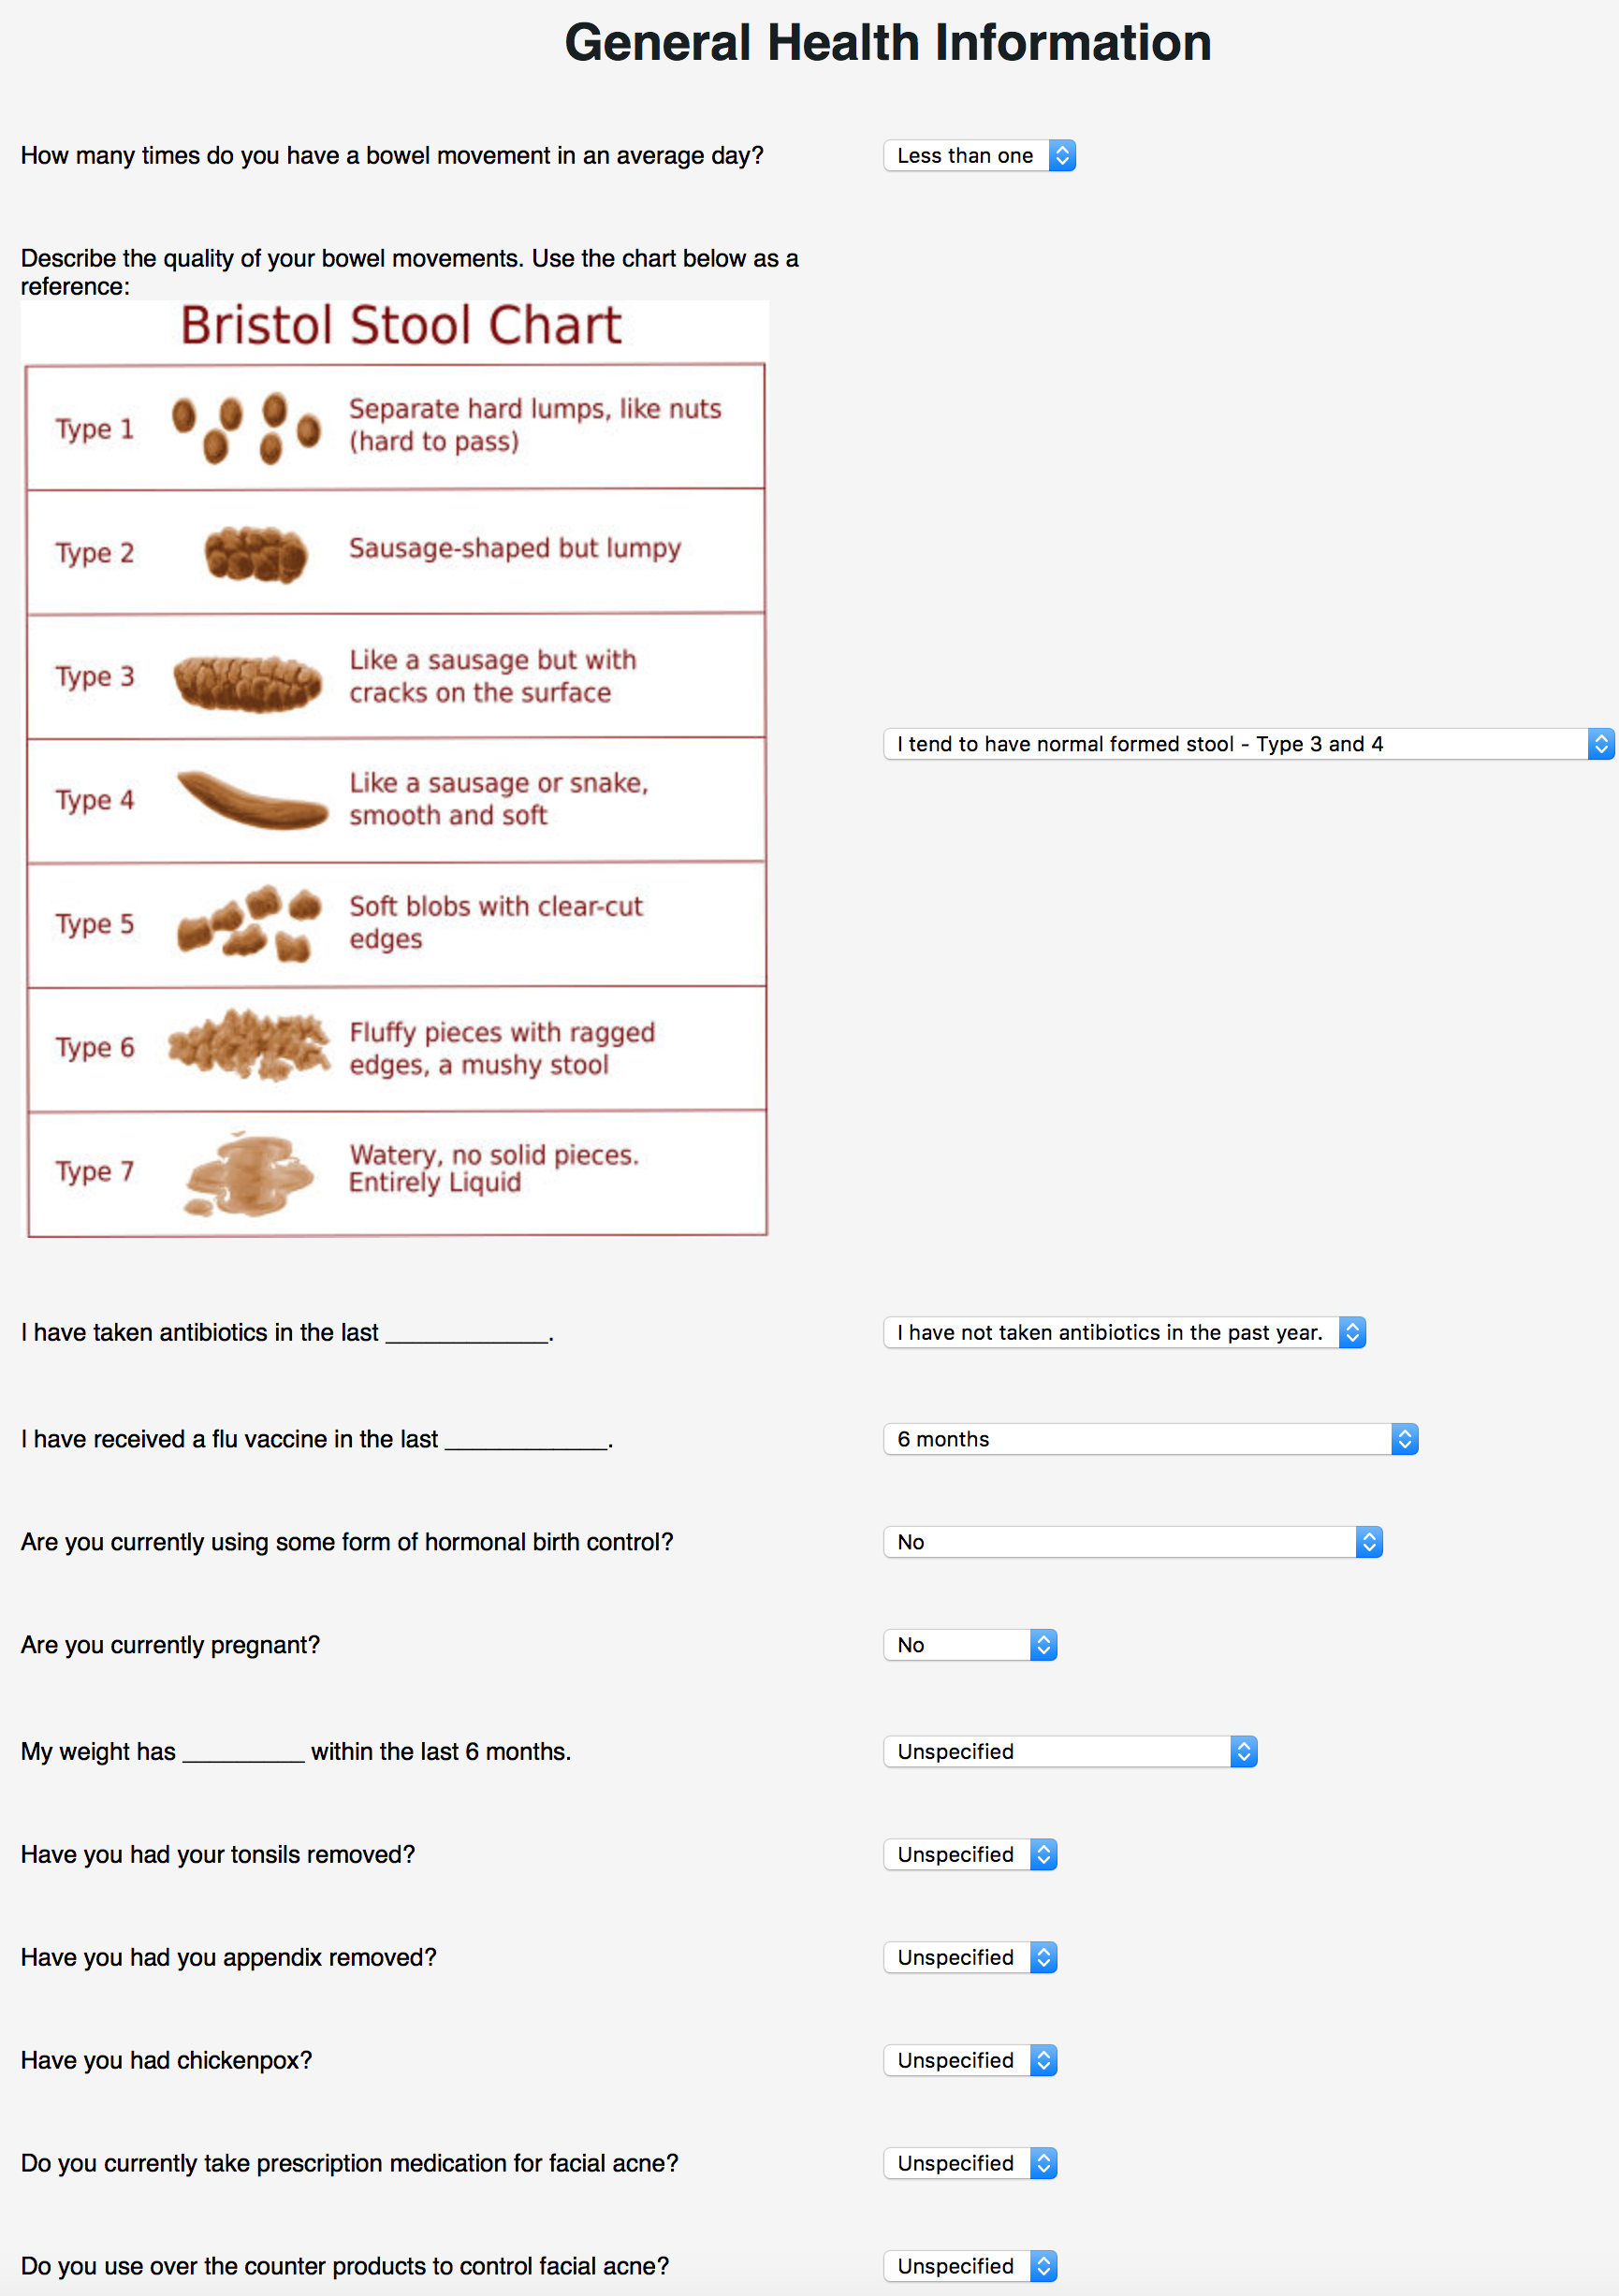 General Health Information
How many times do you have a bowel movement in an average day?
Less than one
Describe the quality of your bowel movements. Use the chart below as a
reference:
Bristol Stool Chart
Type 1
Separate hard lumps, like nuts
(hard to pass)
Type 2
Sausage-shaped but lumpy
Type 3
Like a sausage but with
cracks on the surface
Type 4
Like a sausage or snake,
smooth and soft
Type 5
Soft blobs with clear-cut
edges
Type 6
Fluffy pieces with ragged
edges, a mushy stool
Type 7
Watery, no solid pieces.
Entirely Liquid
I tend to have normal formed stool - Type 3 and 4
I have taken antibiotics in the last ____________.
I have not taken antibiotics in the past year.
I have received a flu vaccine in the last ____________.
6 months
Are you currently using some form of hormonal birth control?
No
Are you currently pregnant?
No
My weight has _________ within the last 6 months.
Unspecified
Have you had your tonsils removed?
Unspecified
Have you had you appendix removed?
Unspecified
Have you had chickenpox?
Unspecified
Do you currently take prescription medication for facial acne?
Unspecified
Do you use over the counter products to control facial acne?
Unspecified